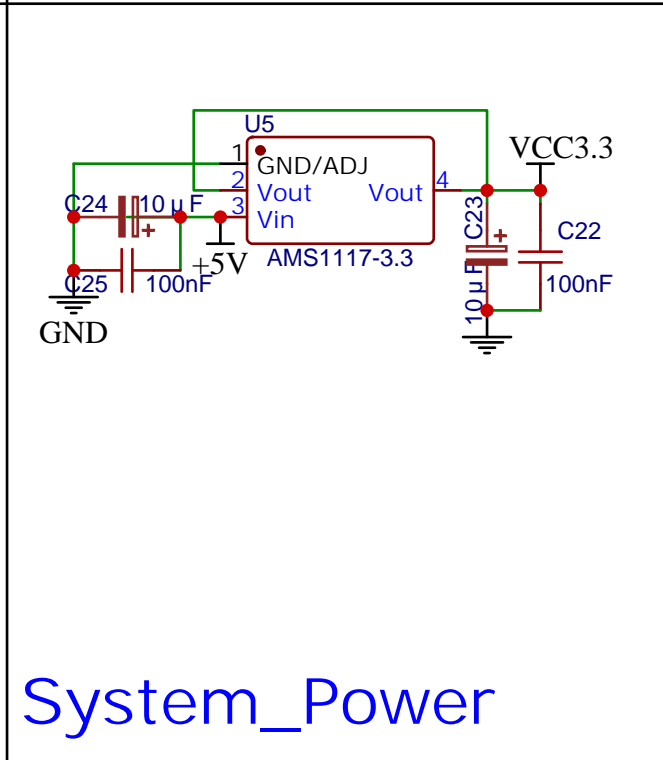 U5
1
GND/ADJ
VCC3.3
2
Vout
Vout
4
C24
10μF
3
Vin
C23
C22
+
+
+5V
AMS1117-3.3
C25
100nF
10μF
100nF
GND
System_Power